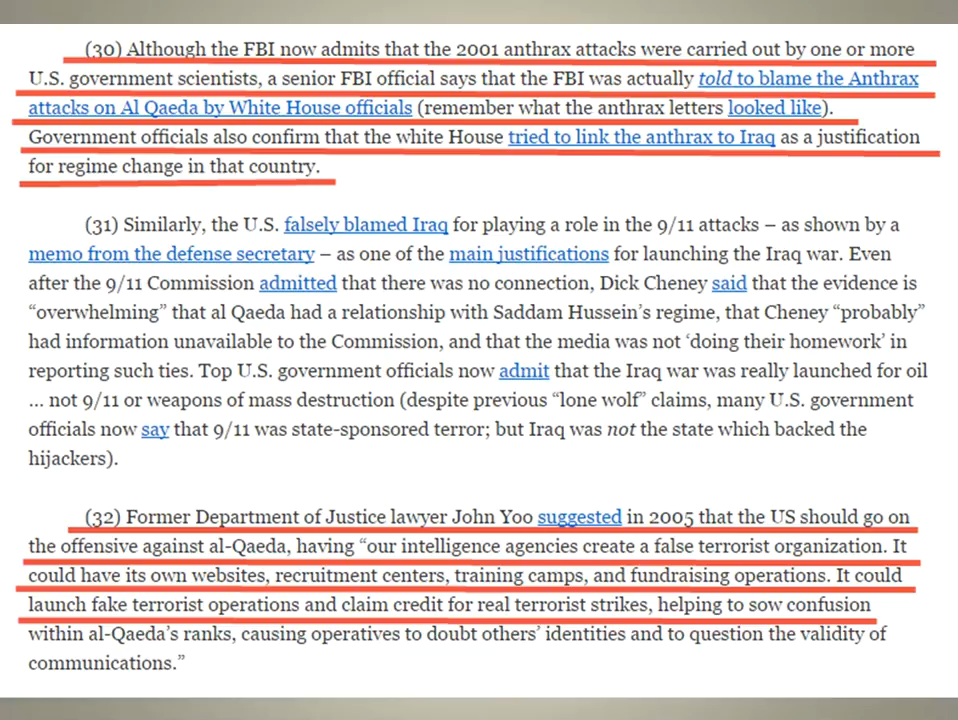 (30) Although the FBI now admits that the 2001 anthrax attacks were carried out by one or more
U.S. government scientists, a senior FBI official says that the FBI was actually told to blame the Anthrax
attacks on Al Qaeda by White House officials (remember what the anthrax letters looked like).
Government officials also confirm that the white House tried to link the anthrax to Iraq as a justification
for regime change in that country.
(31) Similarly, the U.S. falsely blamed Iraq for playing a role in the 9/11 attacks – as shown by a
memo from the defense secretary – as one of the main justifications for launching the Iraq war. Even
after the 9/11 Commission admitted that there was no connection, Dick Cheney said that the evidence is
“overwhelming” that al Qaeda had a relationship with Saddam Hussein’s regime, that Cheney “probably”
had information unavailable to the Commission, and that the media was not ‘doing their homework’ in
reporting such ties. Top U.S. government officials now admit that the Iraq war was really launched for oil
… not 9/11 or weapons of mass destruction (despite previous “lone wolf” claims, many U.S. government
officials now say that 9/11 was state-sponsored terror; but Iraq was not the state which backed the
hijackers).
(32) Former Department of Justice lawyer John Yoo suggested in 2005 that the US should go on
the offensive against al-Qaeda, having “our intelligence agencies create a false terrorist organization. It
could have its own websites, recruitment centers, training camps, and fundraising operations. It could
launch fake terrorist operations and claim credit for real terrorist strikes, helping to sow confusion
within al-Qaeda’s ranks, causing operatives to doubt others’ identities and to question the validity of
communications.”